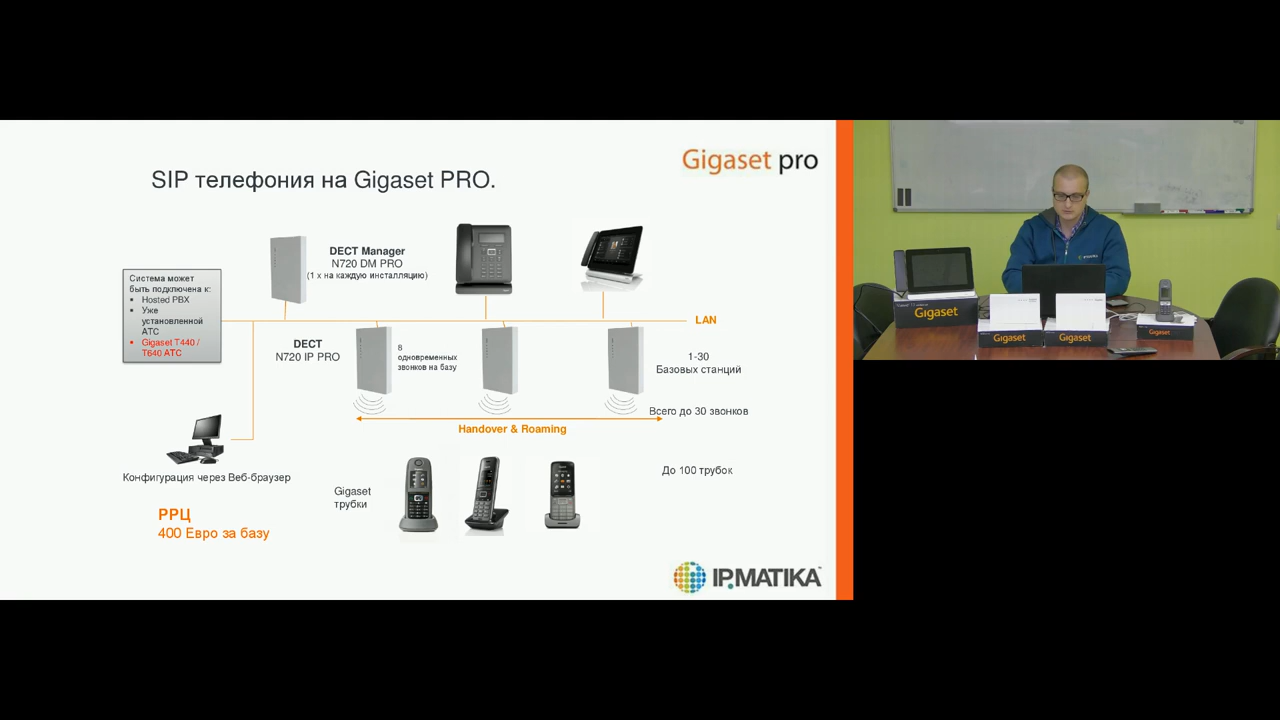 SIP телефония на Gigaset PRO.
Gigaset pro
DECT Manager
N720 DM PRO
(1 x на каждую инсталляцию)
Система может
быть подключена к:
▪ Hosted PBX
▪ Уже
установленной
АТС
▪ Gigaset T440 /
T640 АТС
LAN
DECT
N720 IP PRO
8
одновременных
звонков на базу
1-30
Базовых станций
Всего до 30 звонков
Handover & Roaming
Конфигурация через Веб-браузер
Gigaset
трубки
До 100 трубок
РРЦ
400 Евро за базу
IPMATIKA
IPMATIKA
Gigaset
Gigaset
Gigaset
Gigaset